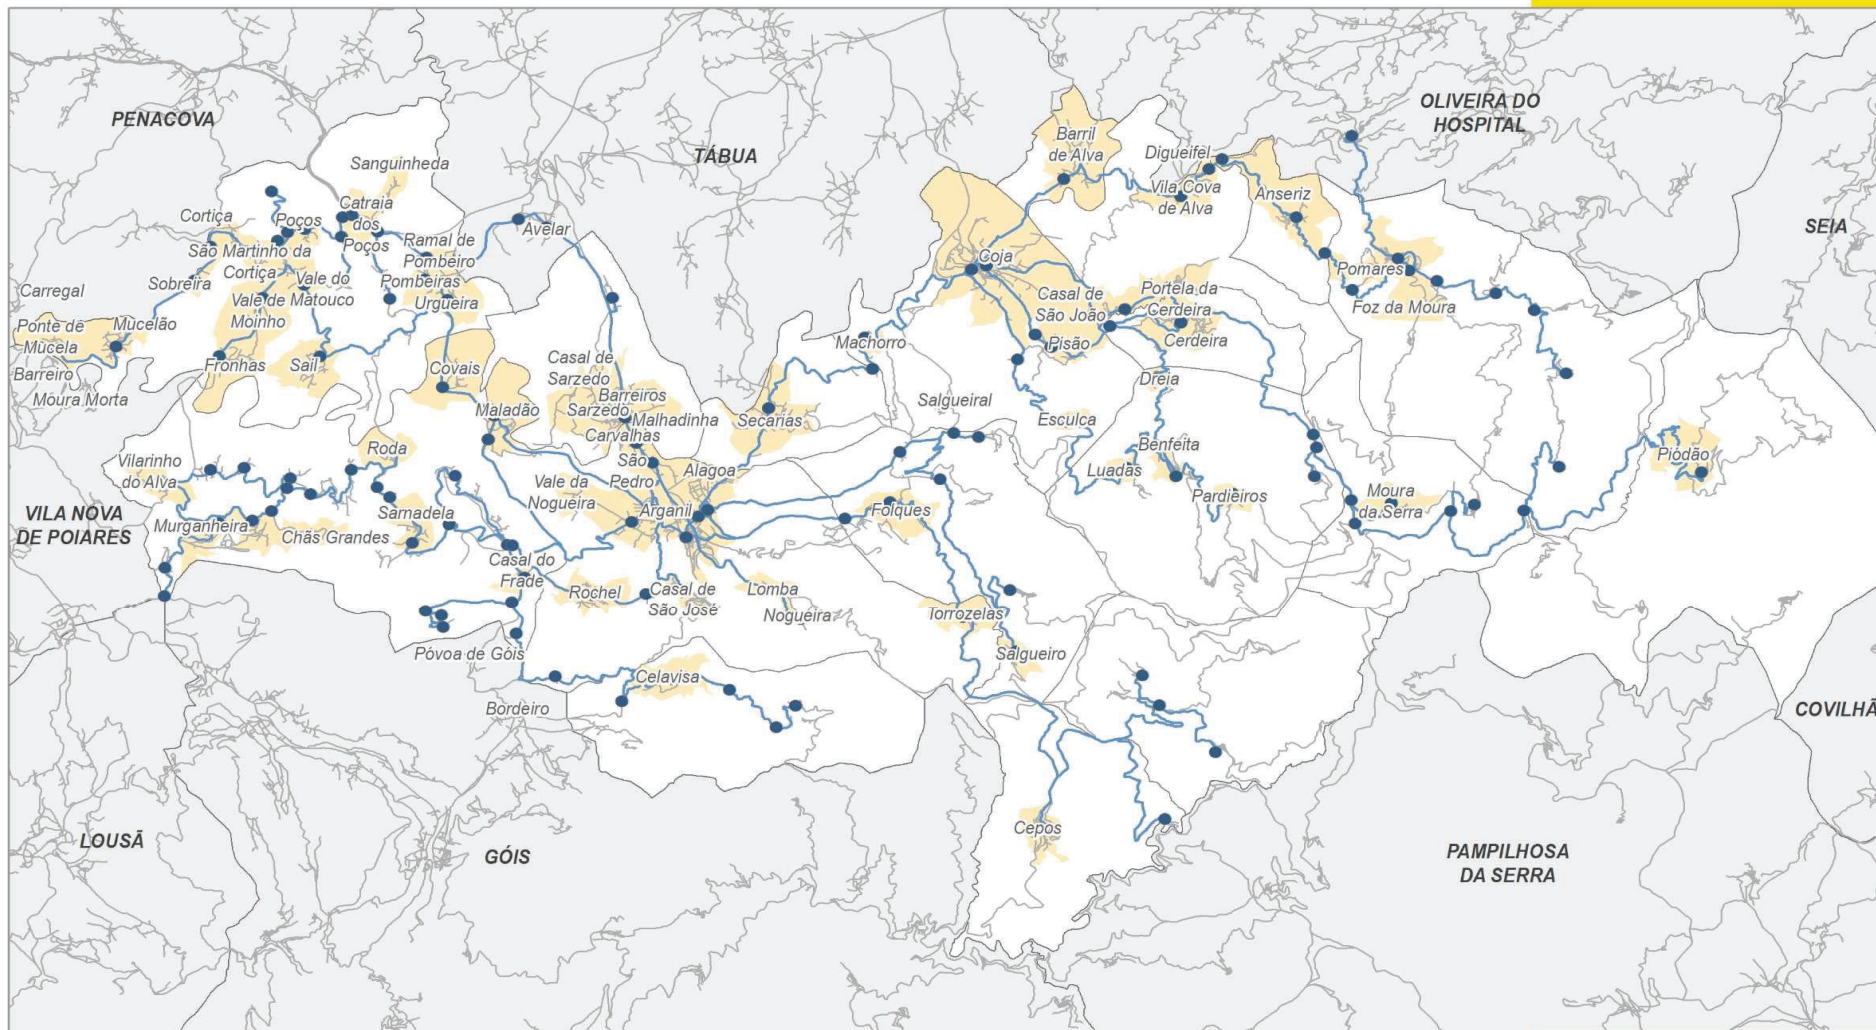 PENACOVA
TÁBUA
OLIVEIRA DO
HOSPITAL
SEIA
COVILHÃ
PAMPILHOSA
DA SERRA
GÓIS
LOUSÃ
VILA NOVA
DE POIARES
Sanguinheda
Catraia
dos
Poços
Poços
Cortiça
São Martinho da
Cortiça
Sobreira
Vale do
Moinho
Vale de Matouco
Carregal
Ponte de
Mucela
Mucelão
Barreiro
Moura Morta
Fronhas
Sail
Ramal de
Pombeiro
Pombeiras
Urgueira
Avelar
Covais
Maladão
Casal de
Sarzedo
Barreiros
Sarzedo
Malhadinha
Carvalhas
São
Pedro
Alagoa
Vale da
Nogueira
Arganil
Secarias
Machorro
Salgueiral
Folques
Roda
Vilarinho
do Alva
Samadela
Murganheira
Chãs Grandes
Casal do
Frade
Rochel
Casal de
São José
Lomba
Nogueira
Póvoa de Góis
Bordeiro
Celavisa
Torrozelas
Salgueiro
Cepos
Barril
de Alva
Digueifel
Vila Cova
de Alva
Anseriz
Coja
Casal de
São João
Pisão
Portela da
Cerdeira
Cerdeira
Dreia
Esculca
Luadas
Benfeita
Pardieiros
Pomares
Foz da Moura
Moura
da Serra
Piódão